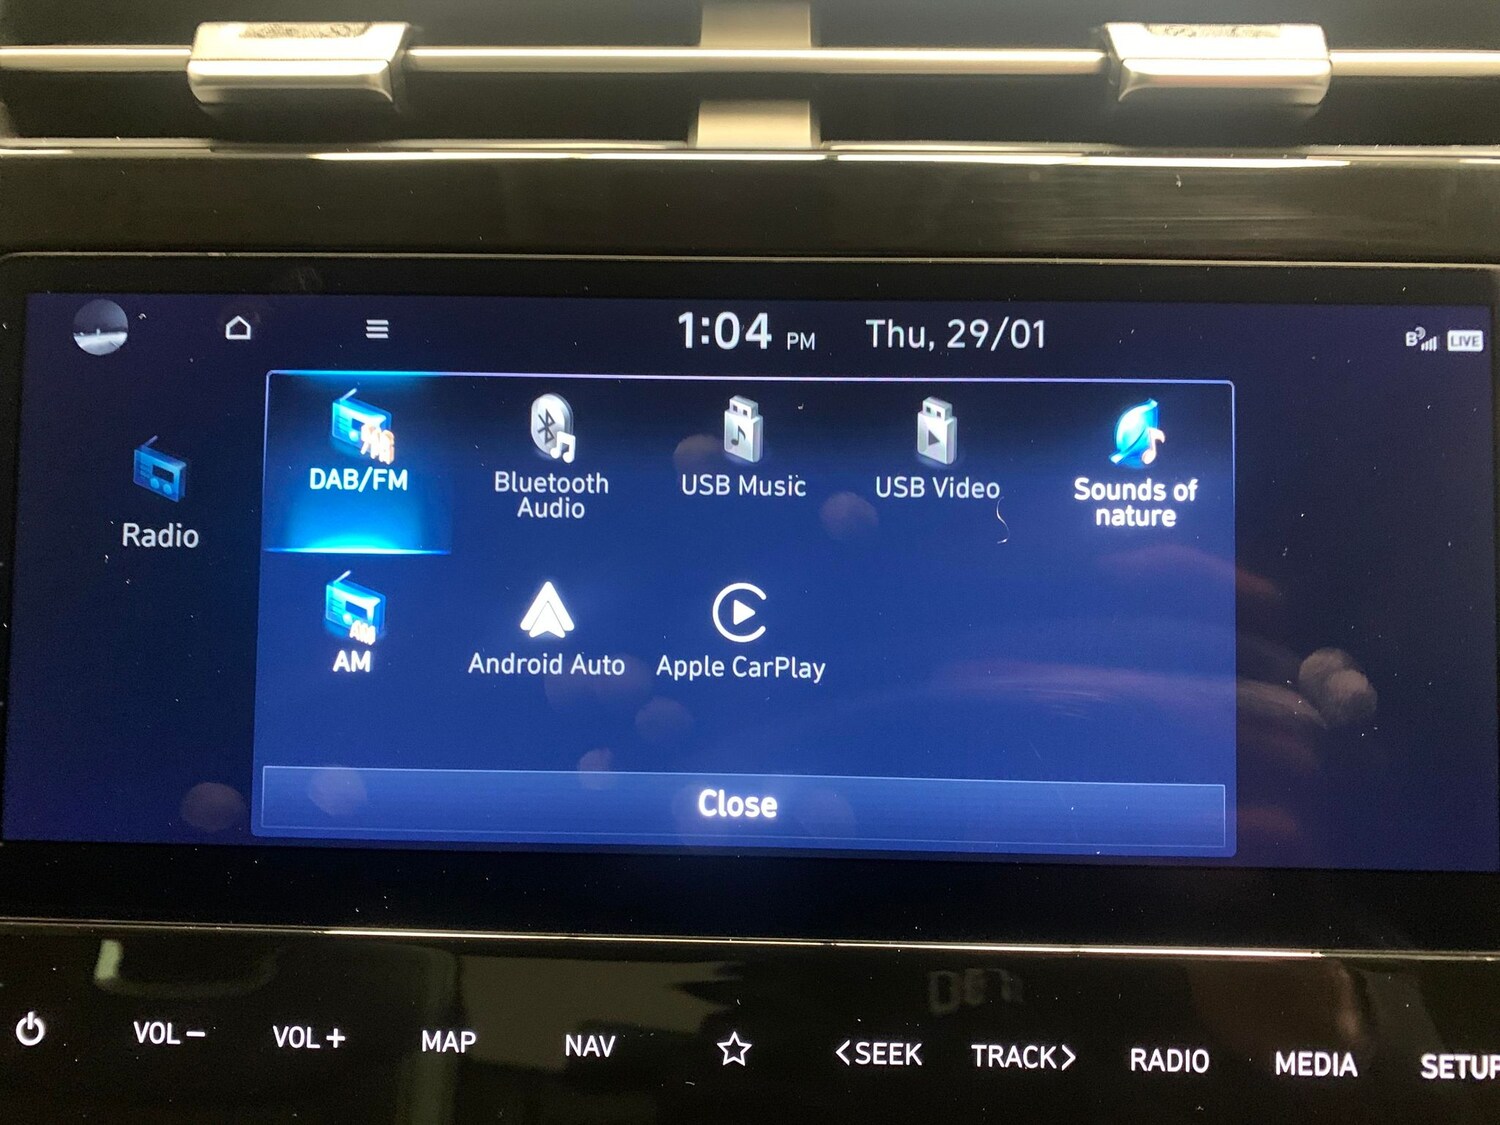 1:04 PM Thu, 29/01
LIVE
Radio
DAB/FM
Bluetooth
Audio
USB Music
USB Video
Sounds of
nature
AM
AM
Android Auto
Apple CarPlay
Close
VOL− VOL+ MAP NAV <SEEK TRACK> RADIO MEDIA SETUP